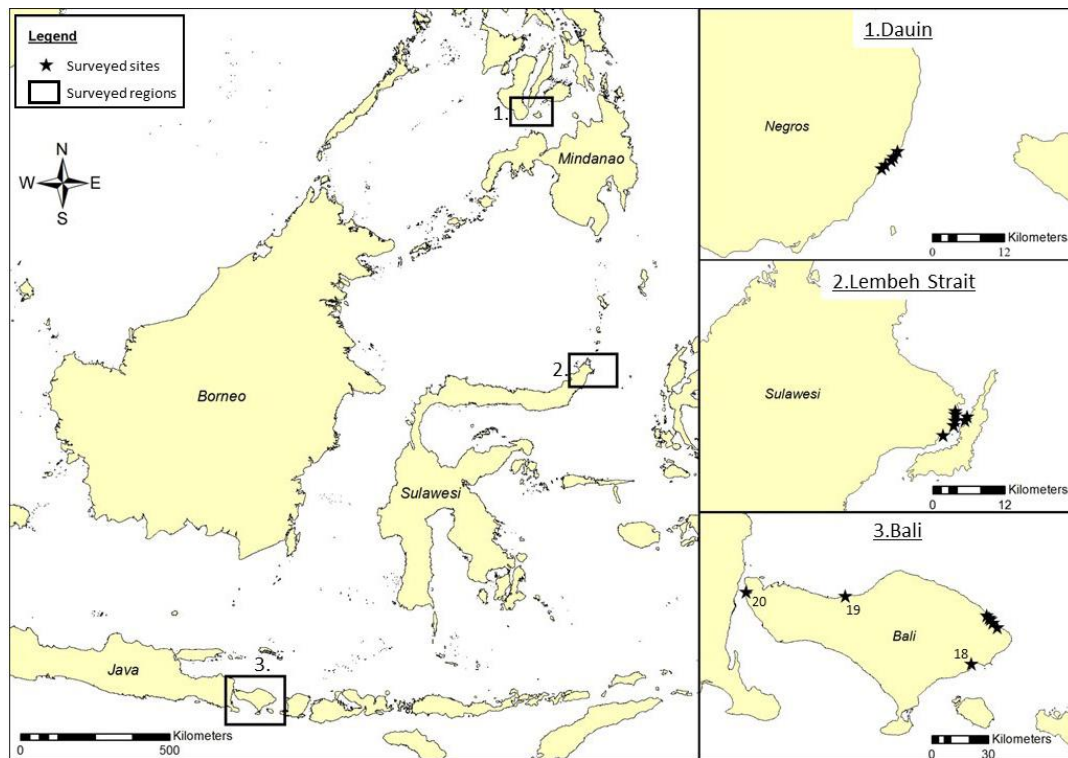 Legend
Surveyed sites
Surveyed regions
N
W E
S
1.
Mindanao
2.
Borneo
Sulawesi
3.
Java
Kilometers
0 500
1.Dauin
Negros
Kilometers
0 12
2.Lembeh Strait
Sulawesi
Kilometers
0 12
3.Bali
20
19
Bali
18
Kilometers
0 30